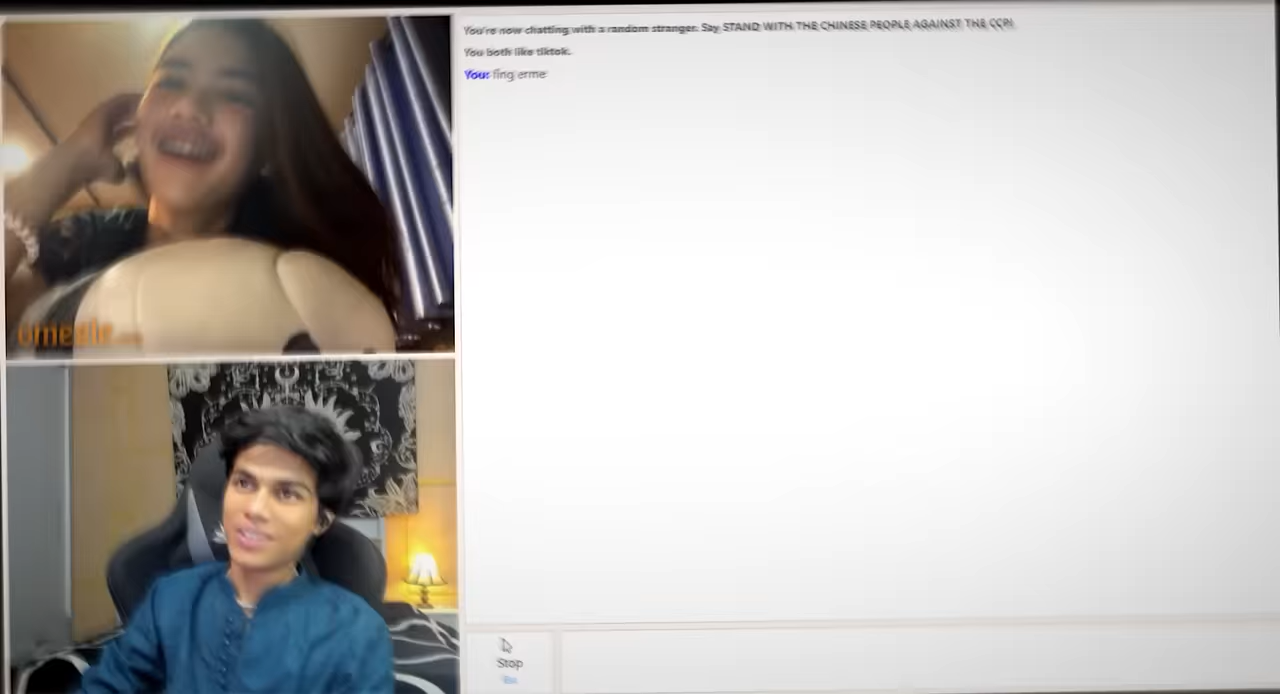 You're now chatting with a random stranger. Say STAND WITH THE CHINESE PEOPLE AGAINST THE CCP!
You both like tiktok.
You: fing erme
omegle
Stop
Esc